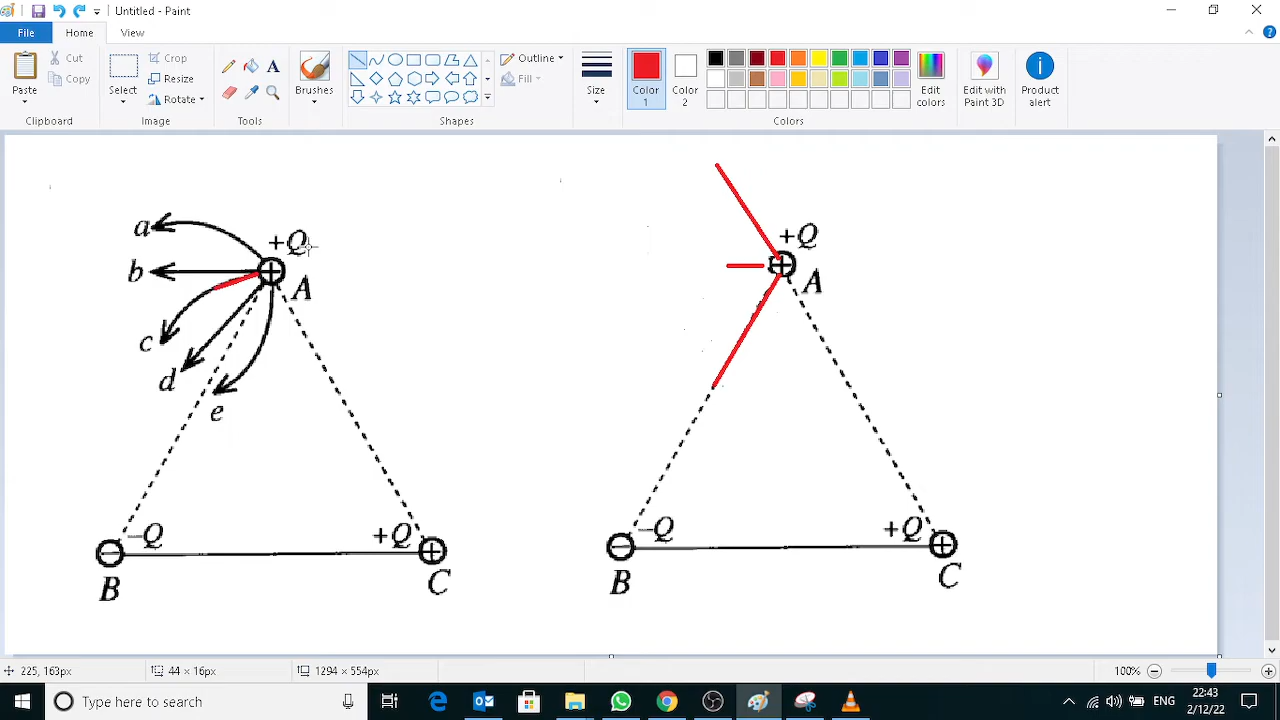 Untitled - Paint
File
Home
View
Paste
Cut
Copy
Clipboard
Select
Crop
Resize
Rotate
Image
A
Tools
Brushes
Shapes
Outline
Fill
Size
Color
1
Color
2
Colors
Edit
colors
Edit with
Paint 3D
Product
alert
i
?
a
+Q
b
A
c
d
e
-Q
+Q
B
C
+Q
A
-Q
+Q
B
C
225, 163px
44 × 16px
1294 × 554px
100%
Type here to search
ENG
22:43
2/12/22